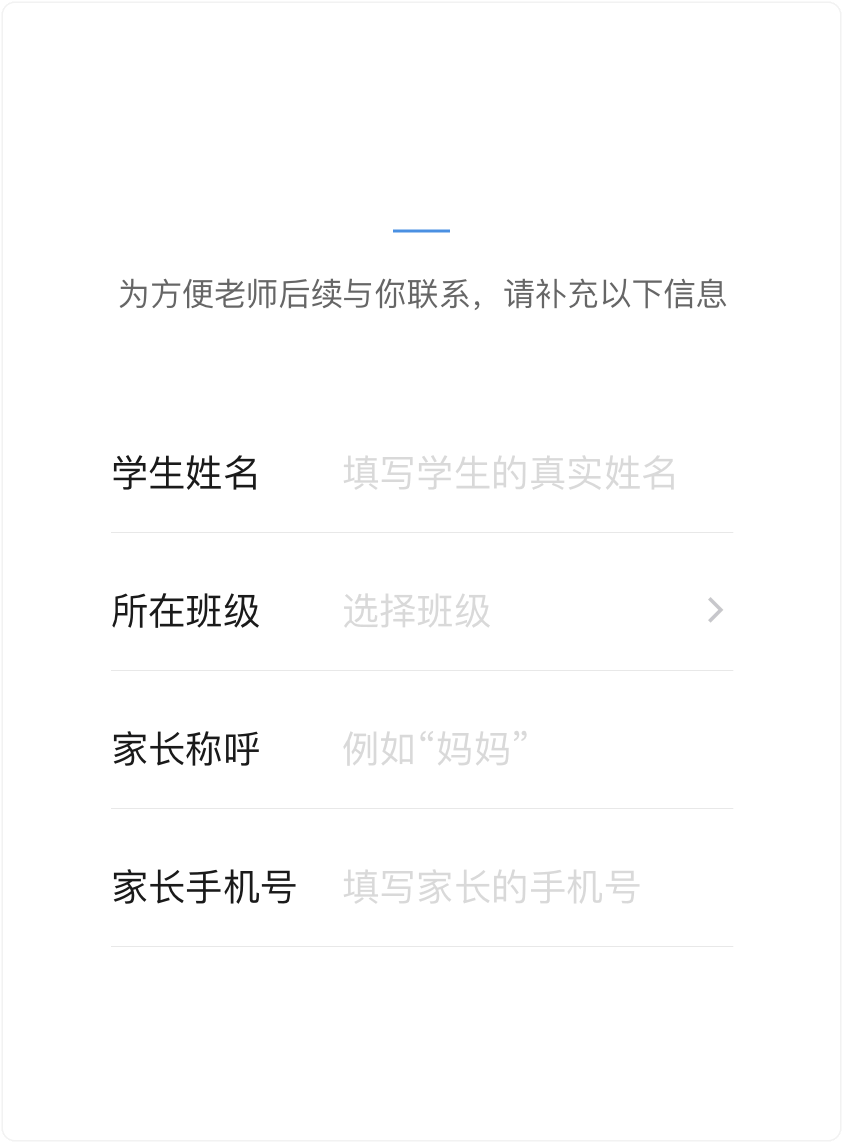 为方便老师后续与你联系，请补充以下信息
学生姓名 填写学生的真实姓名
所在班级 选择班级
家长称呼 例如“妈妈”
家长手机号 填写家长的手机号